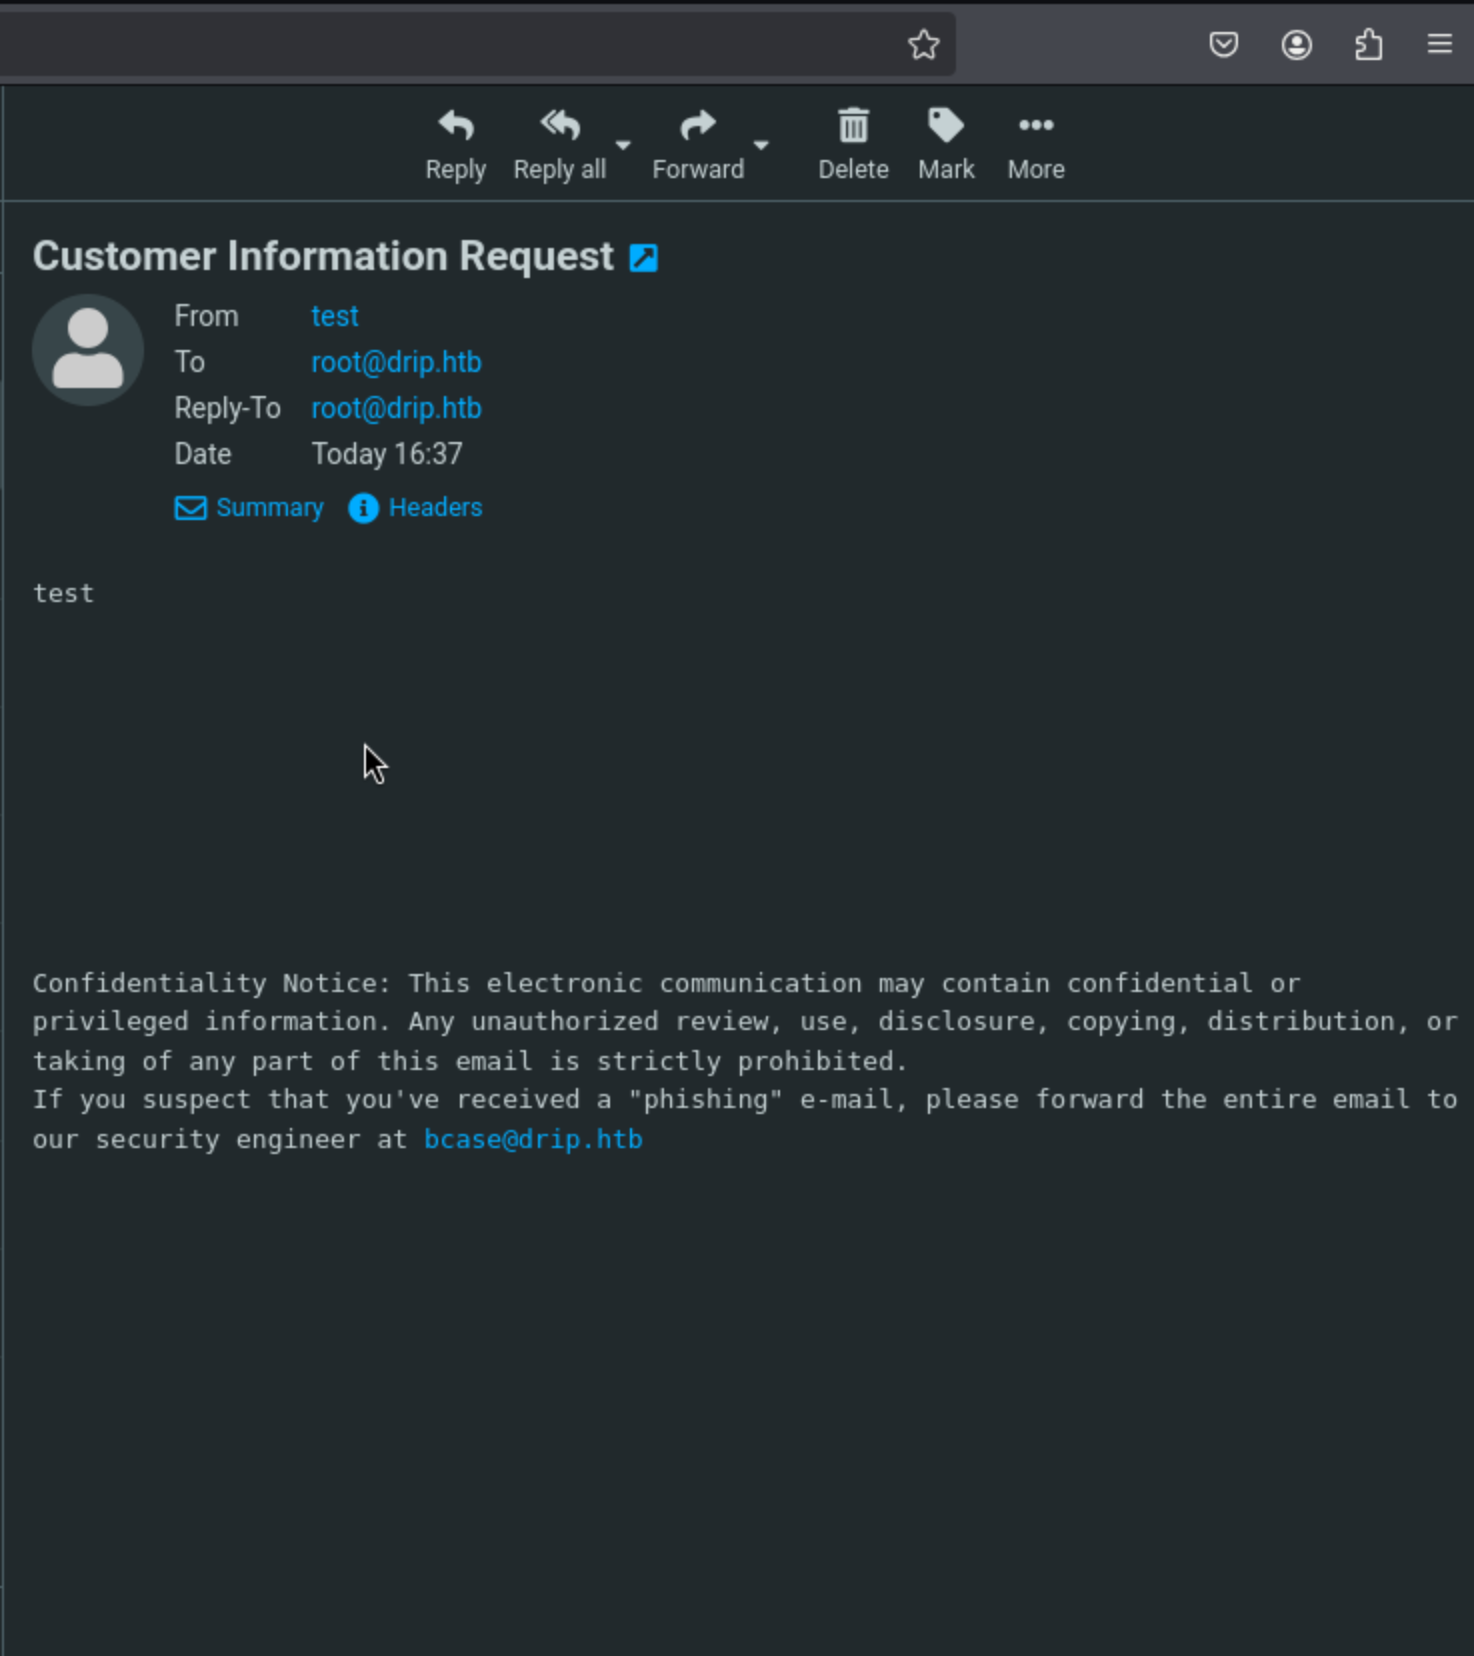 Reply Reply all Forward Delete Mark More
Customer Information Request
From test
To root@drip.htb
Reply-To root@drip.htb
Date Today 16:37
Summary Headers
test
Confidentiality Notice: This electronic communication may contain confidential or
privileged information. Any unauthorized review, use, disclosure, copying, distribution, or
taking of any part of this email is strictly prohibited.
If you suspect that you've received a "phishing" e-mail, please forward the entire email to
our security engineer at bcase@drip.htb